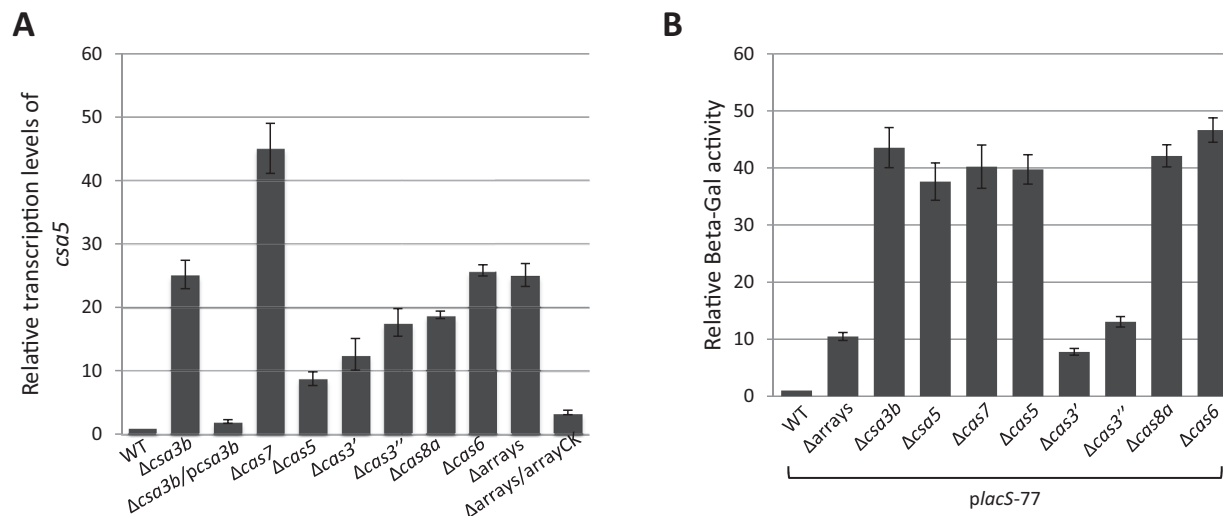 A
Relative transcription levels of
csa5
60
50
40
30
20
10
0
WT
Δcsa3b
Δcsa3b/pcsa3b
Δcas7
Δcas5
Δcas3′
Δcas3″
Δcas8a
Δcas6
Δarrays
Δarrays/arrayCK
B
Relative Beta-Gal activity
60
50
40
30
20
10
0
WT
Δarrays
Δcsa3b
Δcsa5
Δcas7
Δcas5
Δcas3′
Δcas3″
Δcas8a
Δcas6
placS-77